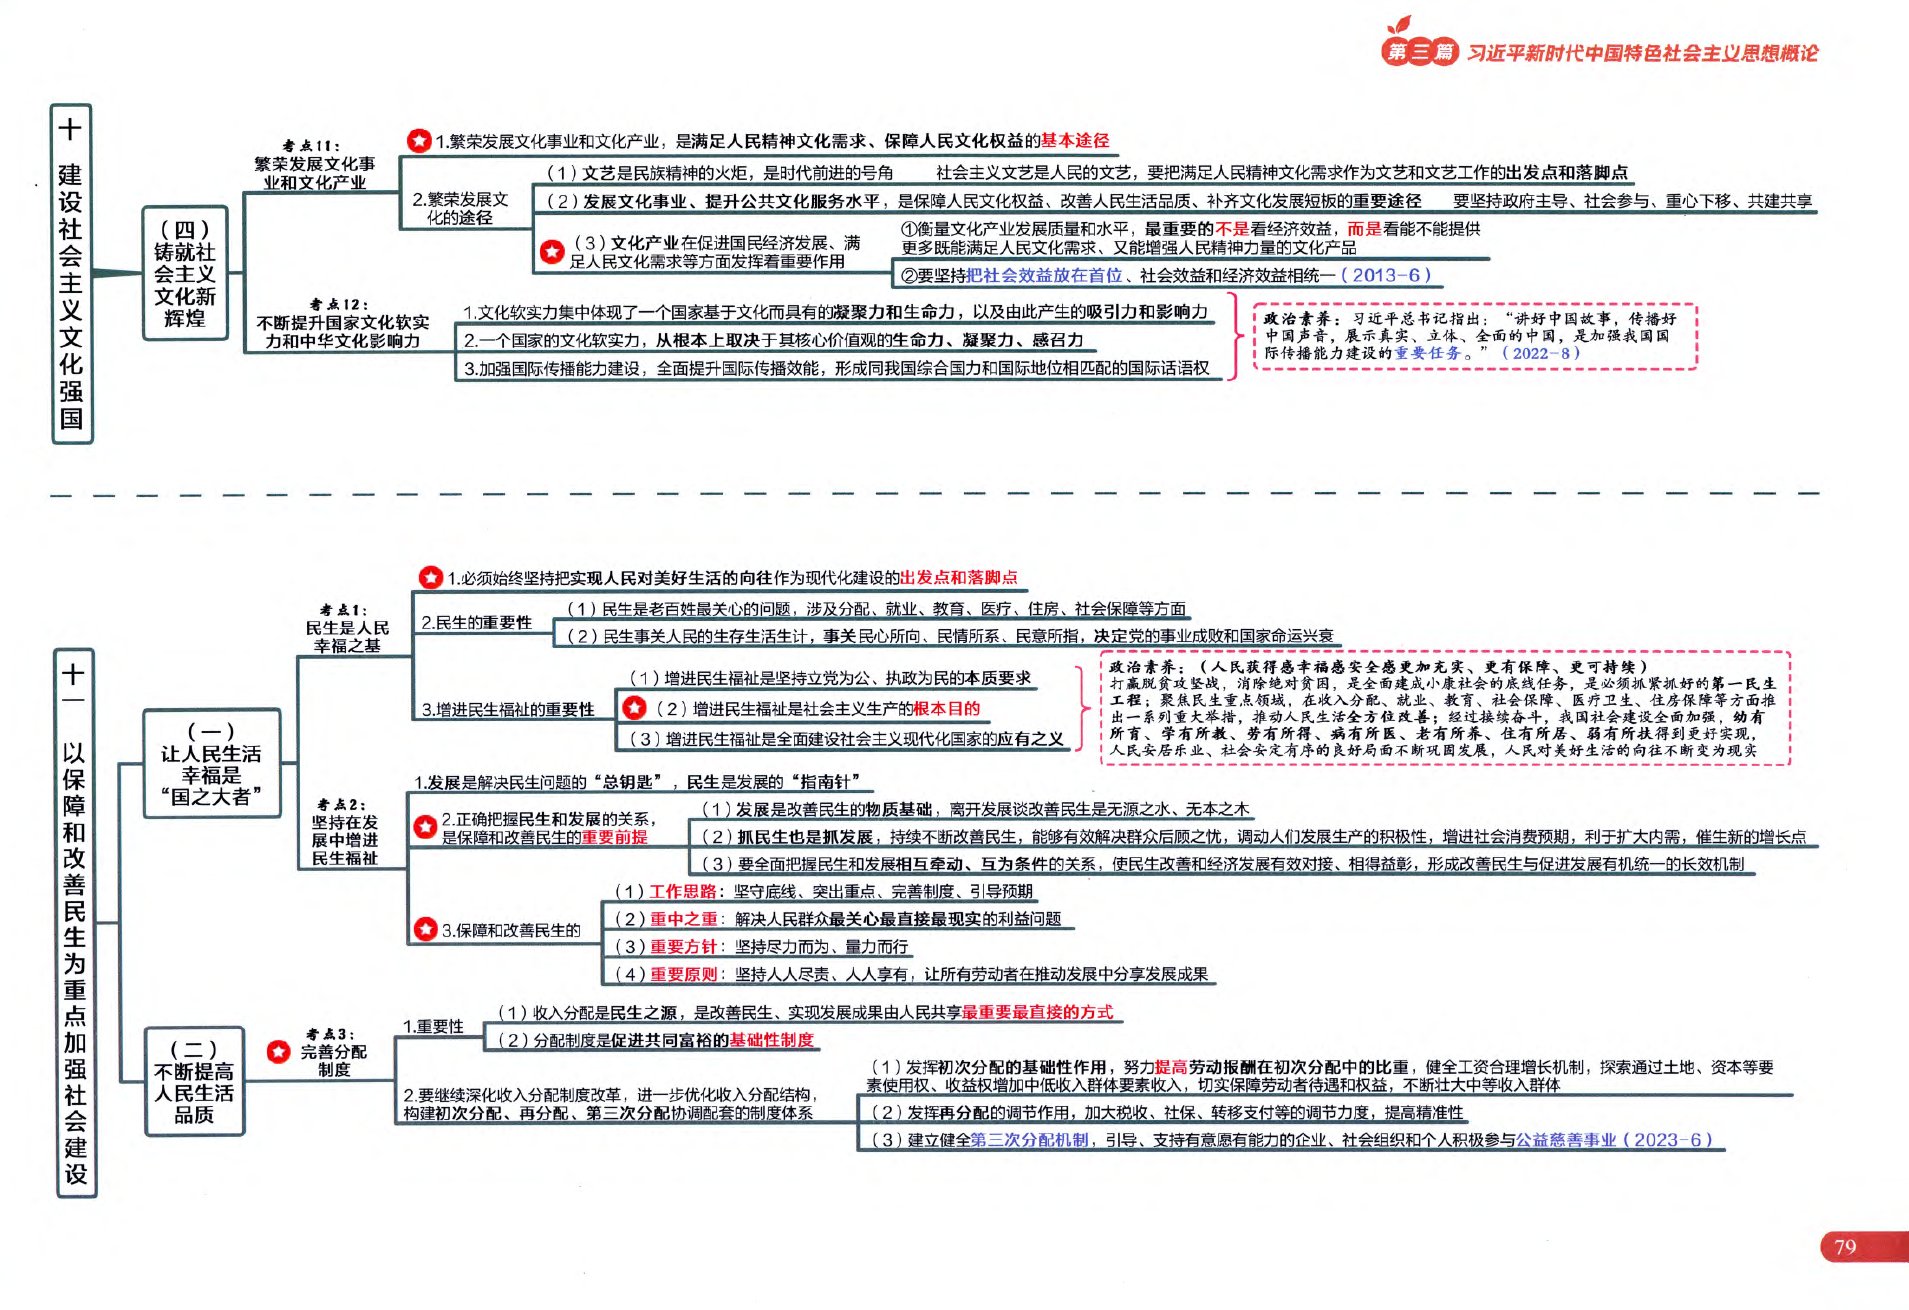 第三篇 习近平新时代中国特色社会主义思想概论
十 建设社会主义文化强国
（四）
铸就社
会主义
文化新
辉煌
考点11：
繁荣发展文化事
业和文化产业
1.繁荣发展文化事业和文化产业，是满足人民精神文化需求、保障人民文化权益的基本途径
2.繁荣发展文
化的途径
（1）文艺是民族精神的火炬，是时代前进的号角 社会主义文艺是人民的文艺，要把满足人民精神文化需求作为文艺和文艺工作的出发点和落脚点
（2）发展文化事业、提升公共文化服务水平，是保障人民文化权益、改善人民生活品质、补齐文化发展短板的重要途径 要坚持政府主导、社会参与、重心下移、共建共享
（3）文化产业在促进国民经济发展、满
足人民文化需求等方面发挥着重要作用
①衡量文化产业发展质量和水平，最重要的不是看经济效益，而是看能不能提供
更多既能满足人民文化需求、又能增强人民精神力量的文化产品
②要坚持把社会效益放在首位、社会效益和经济效益相统一（2013-6）
考点12：
不断提升国家文化软实
力和中华文化影响力
1.文化软实力集中体现了一个国家基于文化而具有的凝聚力和生命力，以及由此产生的吸引力和影响力
2.一个国家的文化软实力，从根本上取决于其核心价值观的生命力、凝聚力、感召力
3.加强国际传播能力建设，全面提升国际传播效能，形成同我国综合国力和国际地位相匹配的国际话语权
政治素养：习近平总书记指出：“讲好中国故事，传播好
中国声音，展示真实、立体、全面的中国，是加强我国国
际传播能力建设的重要任务。”（2022-8）
十一 以保障和改善民生为重点加强社会建设
（一）
让人民生活
幸福是
“国之大者”
考点1：
民生是人民
幸福之基
1.必须始终坚持把实现人民对美好生活的向往作为现代化建设的出发点和落脚点
2.民生的重要性
（1）民生是老百姓最关心的问题，涉及分配、就业、教育、医疗、住房、社会保障等方面
（2）民生事关人民的生存生活生计，事关民心所向、民情所系、民意所指，决定党的事业成败和国家命运兴衰
3.增进民生福祉的重要性
（1）增进民生福祉是坚持立党为公、执政为民的本质要求
（2）增进民生福祉是社会主义生产的根本目的
（3）增进民生福祉是全面建设社会主义现代化国家的应有之义
政治素养：（人民获得感幸福感安全感更加充实、更有保障、更可持续）
打赢脱贫攻坚战，消除绝对贫困，是全面建成小康社会的底线任务，是必须抓紧抓好的第一民生
工程；聚焦民生重点领域，在收入分配、就业、教育、社会保障、医疗卫生、住房保障等方面推
出一系列重大举措，推动人民生活全方位改善；经过接续奋斗，我国社会建设全面加强，幼有
所育、学有所教、劳有所得、病有所医、老有所养、住有所居、弱有所扶得到更好实现，
人民安居乐业、社会安定有序的良好局面不断巩固发展，人民对美好生活的向往不断变为现实
考点2：
坚持在发
展中增进
民生福祉
1.发展是解决民生问题的“总钥匙”，民生是发展的“指南针”
2.正确把握民生和发展的关系，
是保障和改善民生的重要前提
（1）发展是改善民生的物质基础，离开发展谈改善民生是无源之水、无本之木
（2）抓民生也是抓发展，持续不断改善民生，能够有效解决群众后顾之忧，调动人们发展生产的积极性，增进社会消费预期，利于扩大内需，催生新的增长点
（3）要全面把握民生和发展相互牵动、互为条件的关系，使民生改善和经济发展有效对接、相得益彰，形成改善民生与促进发展有机统一的长效机制
3.保障和改善民生的
（1）工作思路：坚守底线、突出重点、完善制度、引导预期
（2）重中之重：解决人民群众最关心最直接最现实的利益问题
（3）重要方针：坚持尽力而为、量力而行
（4）重要原则：坚持人人尽责、人人享有，让所有劳动者在推动发展中分享发展成果
（二）
不断提高
人民生活
品质
考点3：
完善分配
制度
1.重要性
（1）收入分配是民生之源，是改善民生、实现发展成果由人民共享最重要最直接的方式
（2）分配制度是促进共同富裕的基础性制度
2.要继续深化收入分配制度改革，进一步优化收入分配结构，
构建初次分配、再分配、第三次分配协调配套的制度体系
（1）发挥初次分配的基础性作用，努力提高劳动报酬在初次分配中的比重，健全工资合理增长机制，探索通过土地、资本等要
素使用权、收益权增加中低收入群体要素收入，切实保障劳动者待遇和权益，不断壮大中等收入群体
（2）发挥再分配的调节作用，加大税收、社保、转移支付等的调节力度，提高精准性
（3）建立健全第三次分配机制，引导、支持有意愿有能力的企业、社会组织和个人积极参与公益慈善事业（2023-6）
79